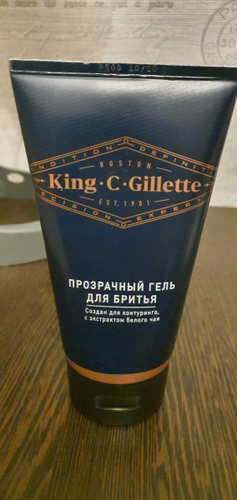 BOSTON
King·C·Gillette
EST. 1901
ПРОЗРАЧНЫЙ ГЕЛЬ
ДЛЯ БРИТЬЯ
Создан для контуринга,
с экстрактом белого чая